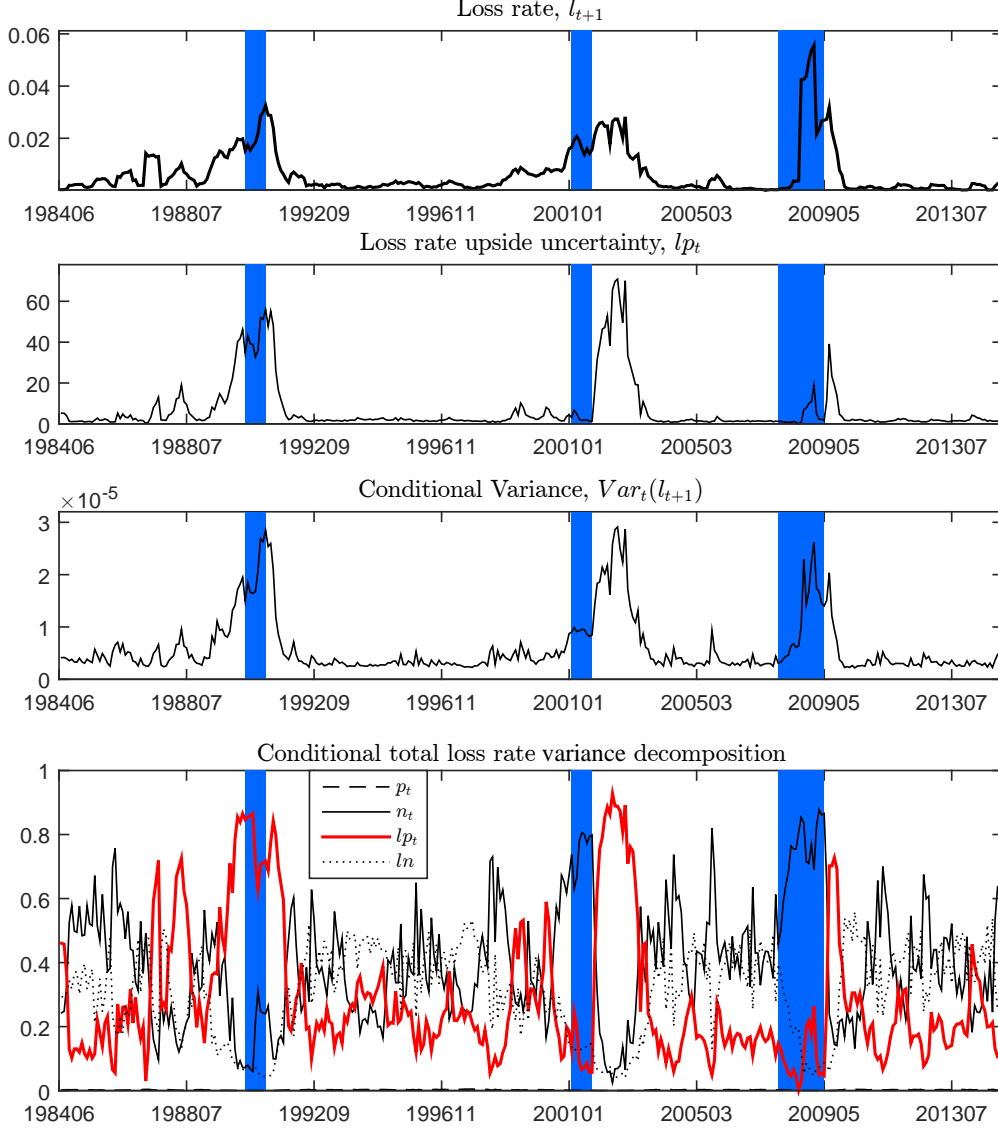 Loss rate, l_{t+1}
0.06
0.04
0.02
198406 198807 199209 199611 200101 200503 200905 201307
Loss rate upside uncertainty, lp_t
60
40
20
0
198406 198807 199209 199611 200101 200503 200905 201307
×10^{-5} Conditional Variance, Var_t(l_{t+1})
3
2
1
0
198406 198807 199209 199611 200101 200503 200905 201307
Conditional total loss rate variance decomposition
1
0.8
0.6
0.4
0.2
0
p_t
n_t
lp_t
ln
198406 198807 199209 199611 200101 200503 200905 201307